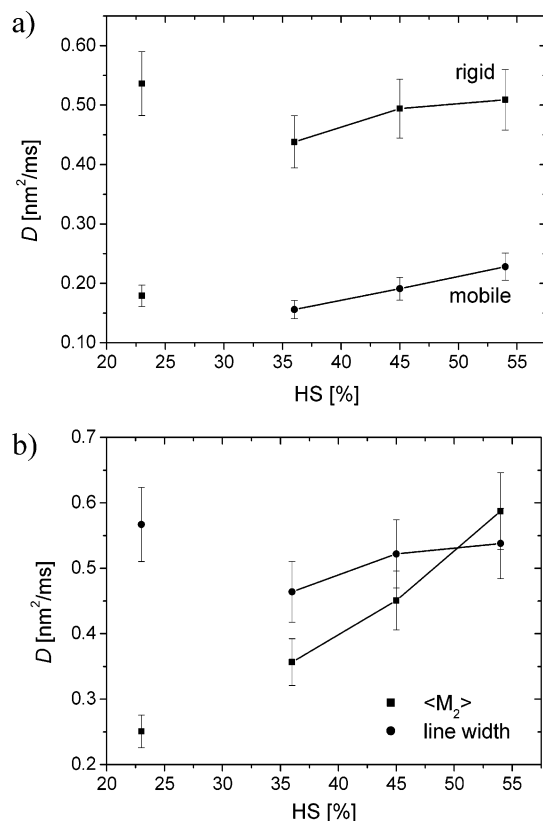 a)
0.60
0.50
0.40
0.30
0.20
0.10
D [nm²/ms]
rigid
mobile
20 25 30 35 40 45 50 55
HS [%]
b)
0.7
0.6
0.5
0.4
0.3
0.2
D [nm²/ms]
<M₂>
line width
20 25 30 35 40 45 50 55
HS [%]